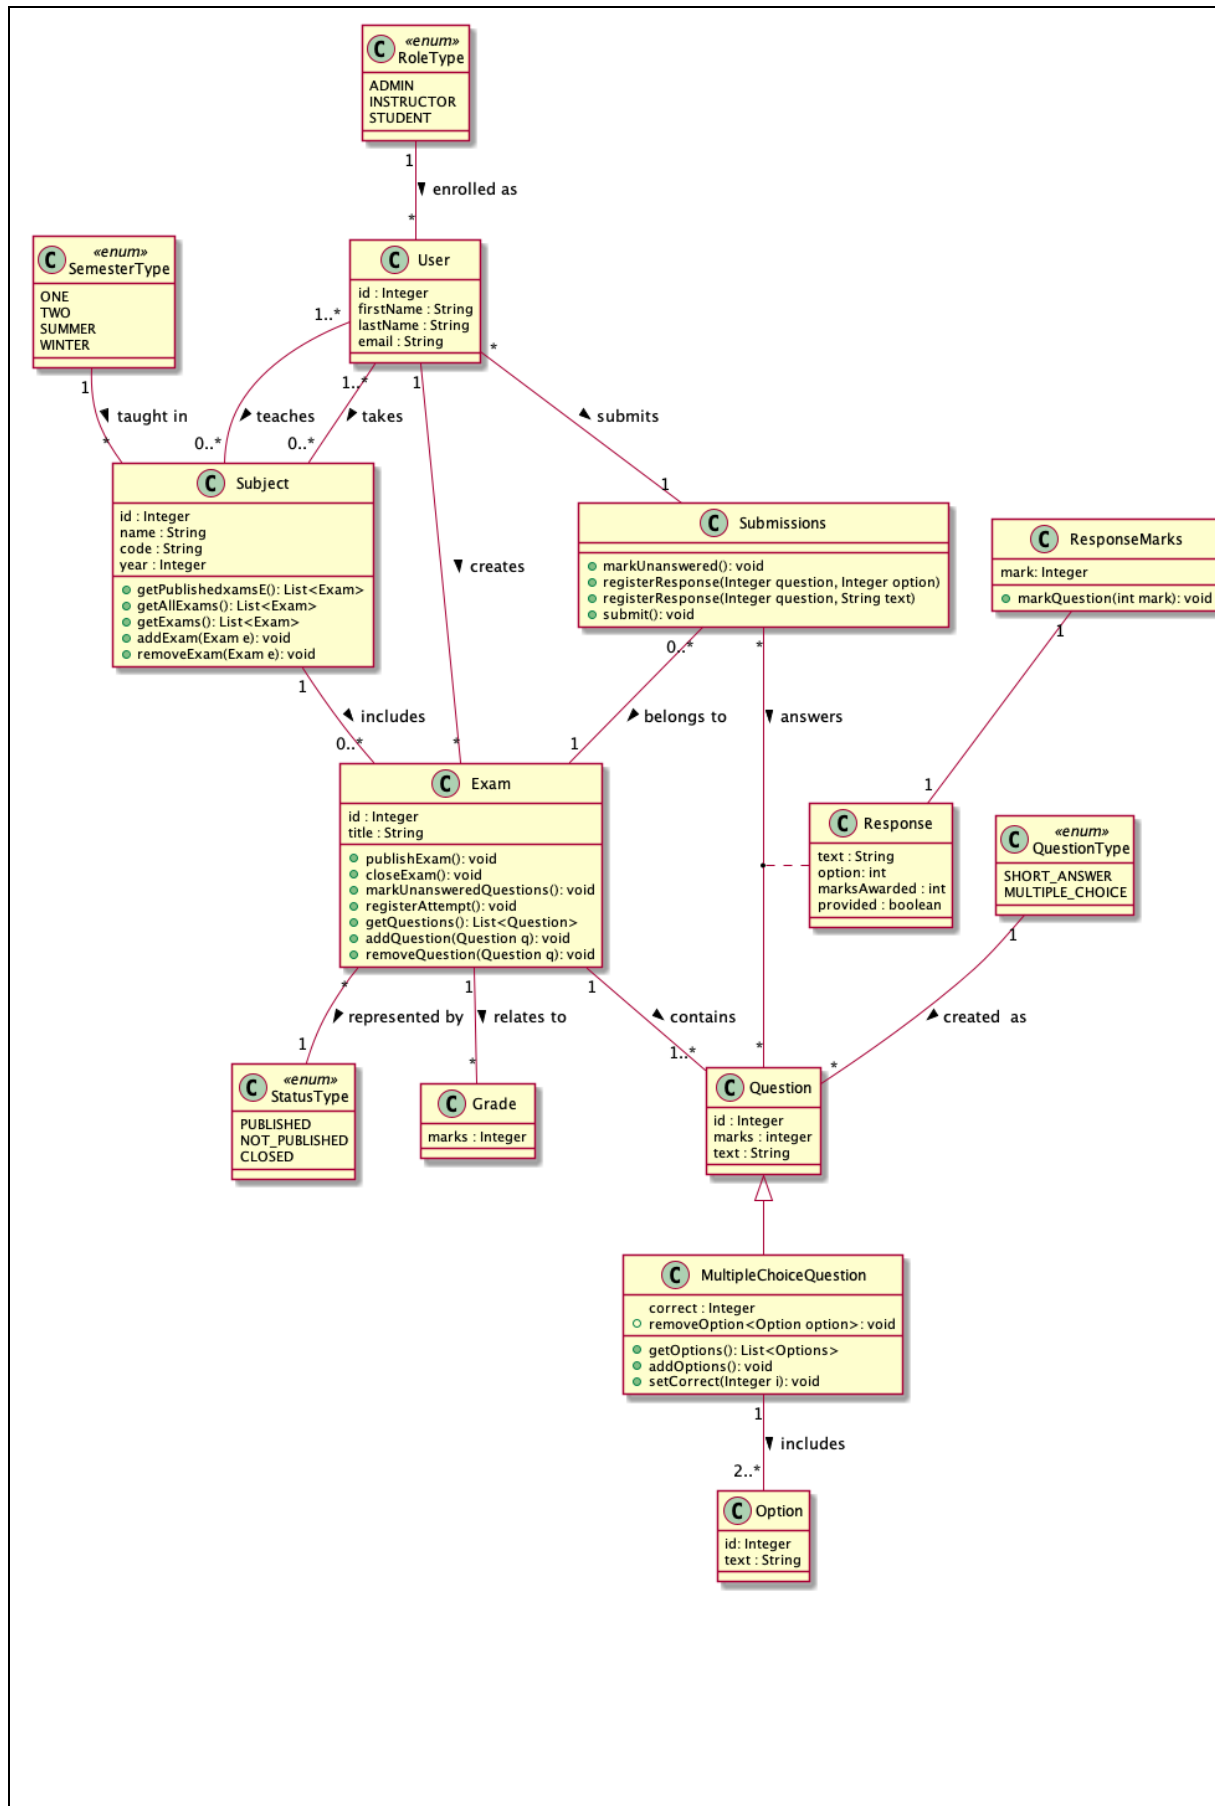 C «enum»
RoleType
ADMIN
INSTRUCTOR
STUDENT
1
enrolled as
*
C «enum»
SemesterType
ONE
TWO
SUMMER
WINTER
C User
id : Integer
firstName : String
lastName : String
email : String
1
taught in
*
1..*
teaches
0..*
1..*
takes
0..*
1
creates
*
*
submits
1
C Subject
id : Integer
name : String
code : String
year : Integer
getPublishedxamsE(): List<Exam>
getAllExams(): List<Exam>
getExams(): List<Exam>
addExam(Exam e): void
removeExam(Exam e): void
C Submissions
markUnanswered(): void
registerResponse(Integer question, Integer option)
registerResponse(Integer question, String text)
submit(): void
C ResponseMarks
mark: Integer
markQuestion(int mark): void
1
includes
0..*
0..*
belongs to
1
*
answers
*
1
1
C Exam
id : Integer
title : String
publishExam(): void
closeExam(): void
markUnansweredQuestions(): void
registerAttempt(): void
getQuestions(): List<Question>
addQuestion(Question q): void
removeQuestion(Question q): void
C Response
text : String
option: int
marksAwarded : int
provided : boolean
C «enum»
QuestionType
SHORT_ANSWER
MULTIPLE_CHOICE
*
represented by
1
1
relates to
*
1
contains
1..*
1
created  as
*
C «enum»
StatusType
PUBLISHED
NOT_PUBLISHED
CLOSED
C Grade
marks : Integer
C Question
id : Integer
marks : integer
text : String
C MultipleChoiceQuestion
correct : Integer
removeOption<Option option>: void
getOptions(): List<Options>
addOptions(): void
setCorrect(Integer i): void
1
includes
2..*
C Option
id: Integer
text : String